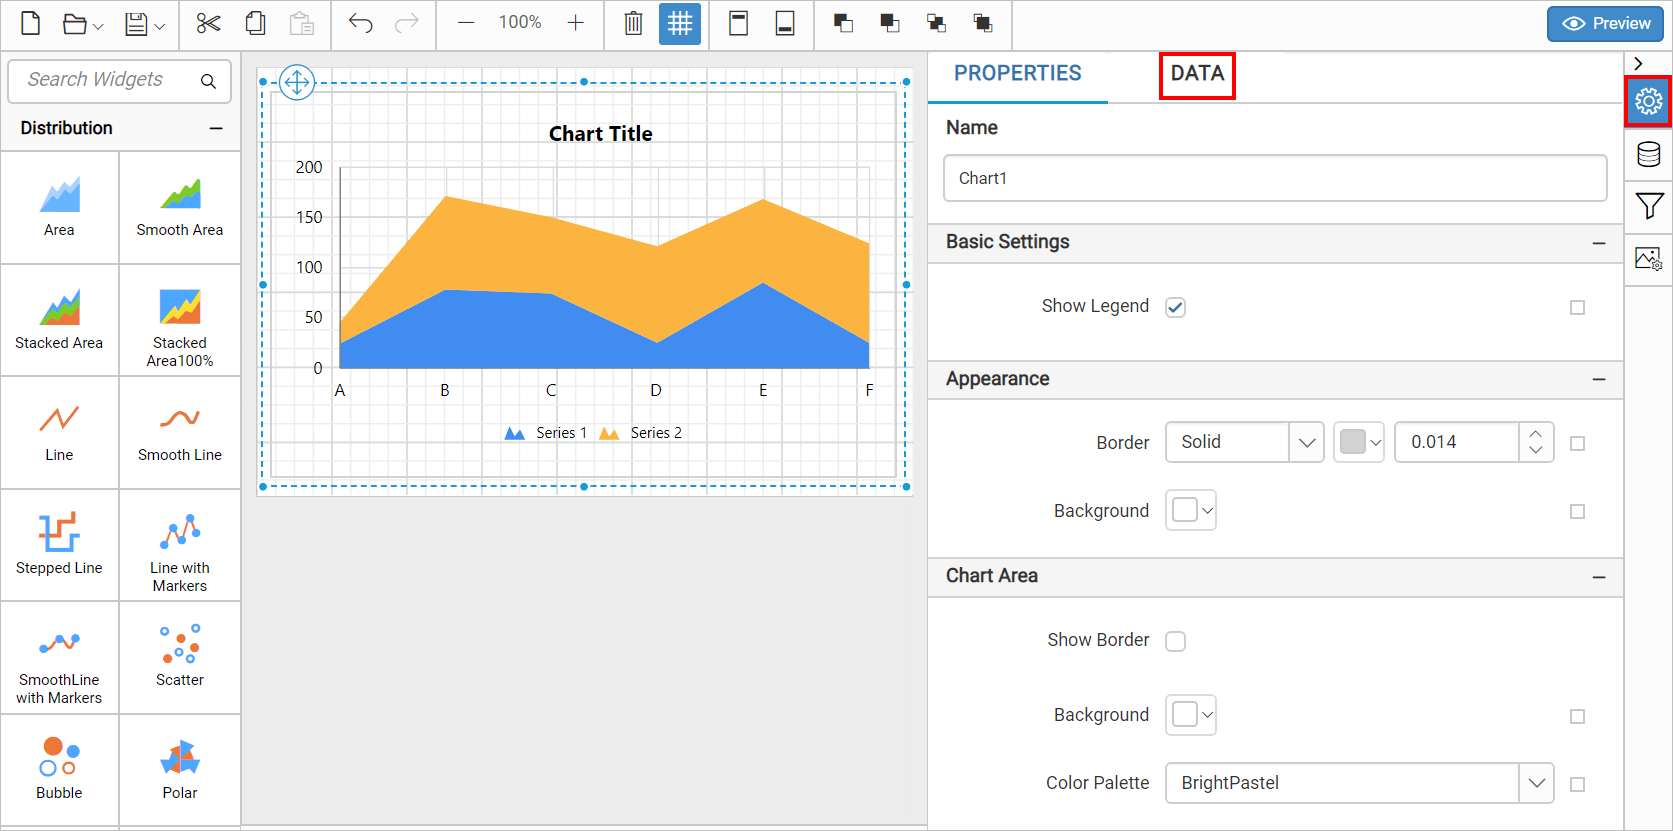 100%
Preview
Search Widgets
Distribution
Area
Smooth Area
Stacked Area
Stacked
Area100%
Line
Smooth Line
Stepped Line
Line with
Markers
SmoothLine
with Markers
Scatter
Bubble
Polar
Chart Title
200
150
100
50
0
A B C D E F
Series 1 Series 2
PROPERTIES DATA
Name
Chart1
Basic Settings
Show Legend
Appearance
Border Solid 0.014
Background
Chart Area
Show Border
Background
Color Palette BrightPastel